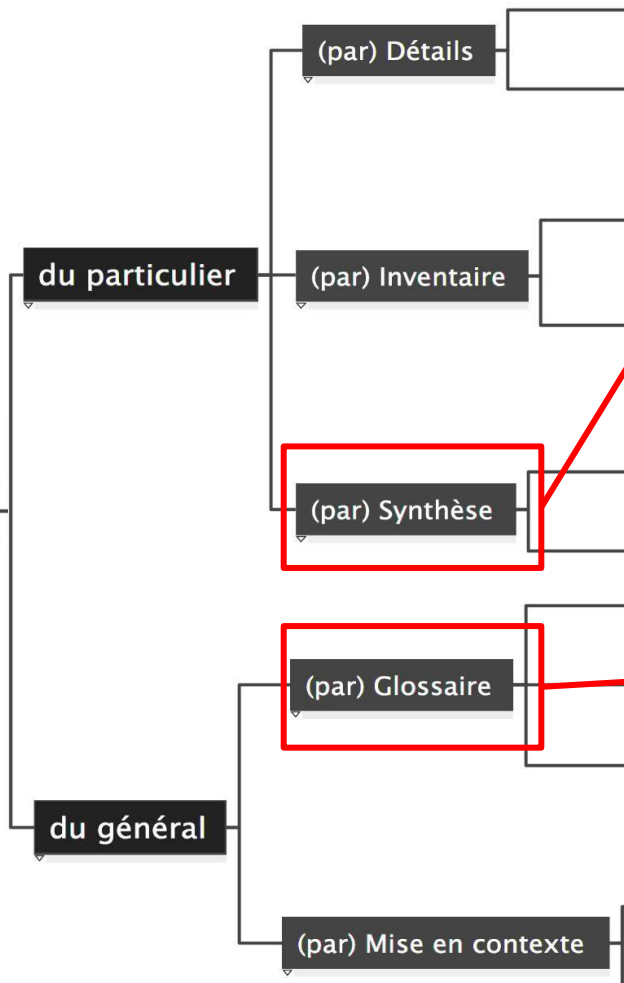 (par) Détails
du particulier
(par) Inventaire
(par) Synthèse
(par) Glossaire
du général
(par) Mise en contexte